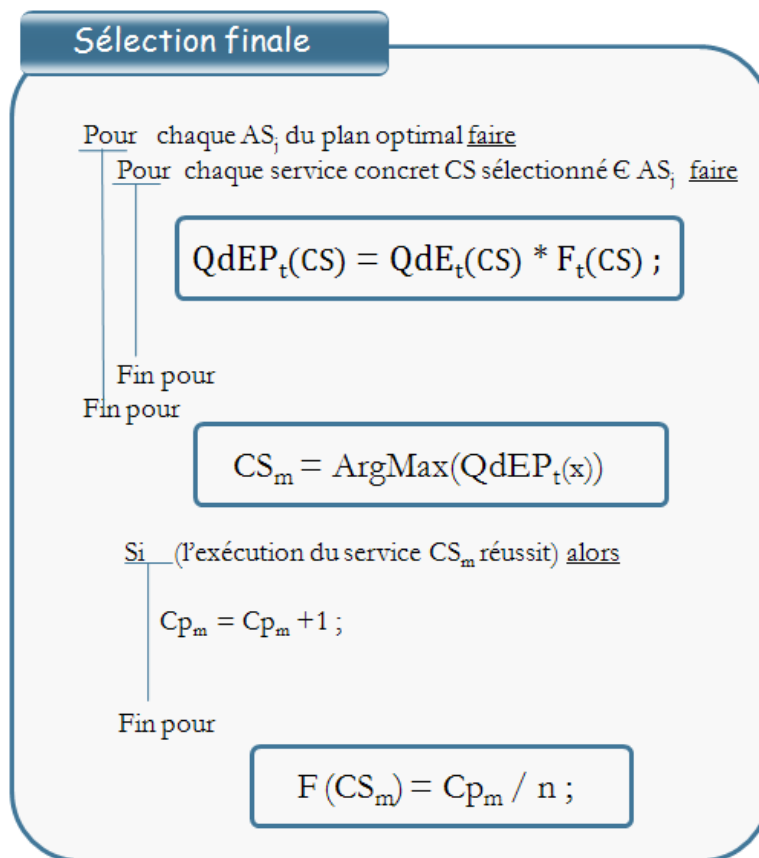 Sélection finale
Pour chaque ASⱼ du plan optimal faire
Pour chaque service concret CS sélectionné € ASⱼ faire
QdEPₜ(CS) = QdEₜ(CS) * Fₜ(CS) ;
Fin pour
Fin pour
CSₘ = ArgMax(QdEPₜ(x))
Si (l'exécution du service CSₘ réussit) alors
Cpₘ = Cpₘ +1 ;
Fin pour
F (CSₘ) = Cpₘ / n ;